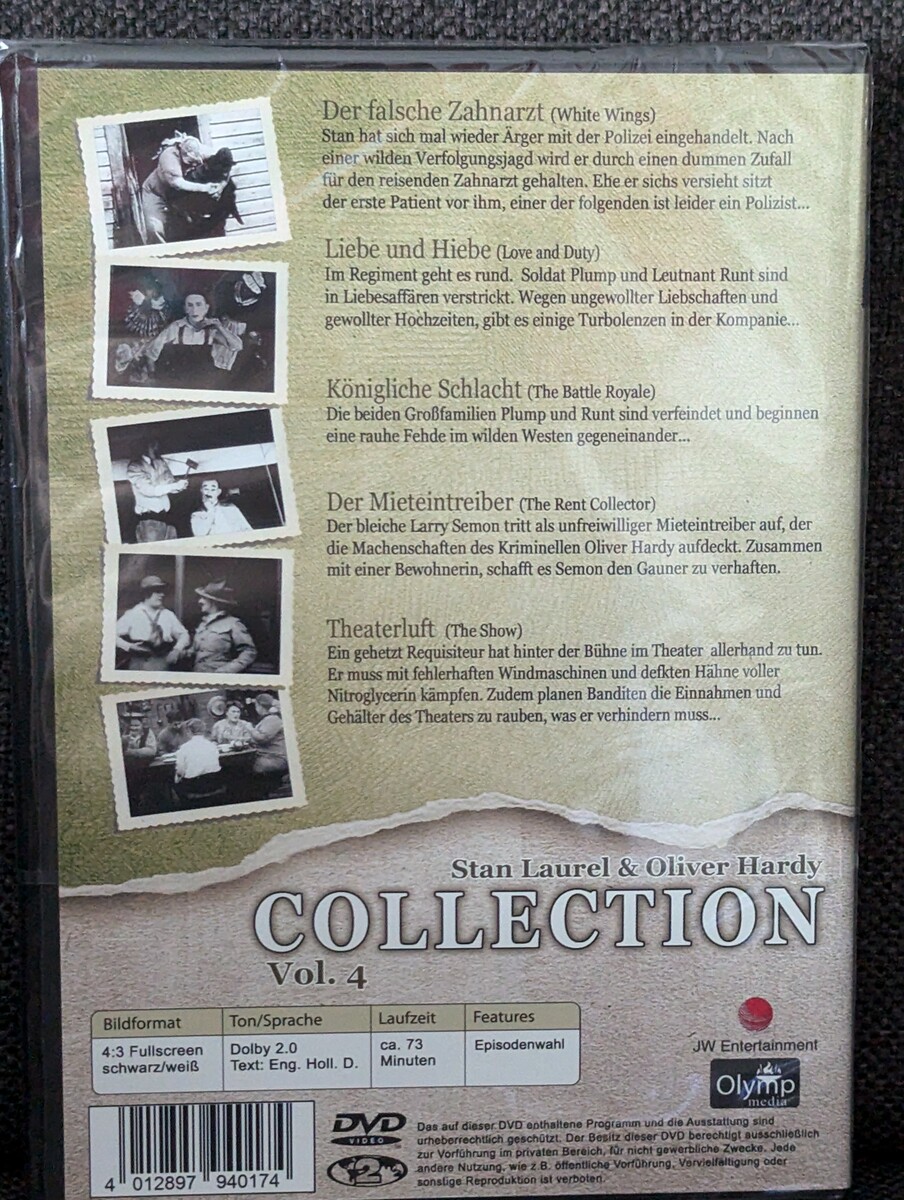 Der falsche Zahnarzt (White Wings)
Stan hat sich mal wieder Ärger mit der Polizei eingehandelt. Nach
einer wilden Verfolgungsjagd wird er durch einen dummen Zufall
für den reisenden Zahnarzt gehalten. Ehe er sichs versieht sitzt
der erste Patient vor ihm, einer der folgenden ist leider ein Polizist...
Liebe und Hiebe (Love and Duty)
Im Regiment geht es rund. Soldat Plump und Leutnant Runt sind
in Liebesaffären verstrickt. Wegen ungewollter Liebschaften und
gewollter Hochzeiten, gibt es einige Turbolenzen in der Kompanie...
Königliche Schlacht (The Battle Royale)
Die beiden Großfamilien Plump und Runt sind verfeindet und beginnen
eine rauhe Fehde im wilden Westen gegeneinander...
Der Mieteintreiber (The Rent Collector)
Der bleiche Larry Semon tritt als unfreiwilliger Mieteintreiber auf, der
die Machenschaften des Kriminellen Oliver Hardy aufdeckt. Zusammen
mit einer Bewohnerin, schafft es Semon den Gauner zu verhaften.
Theaterluft (The Show)
Ein gehetzt Requisiteur hat hinter der Bühne im Theater allerhand zu tun.
Er muss mit fehlerhaften Windmaschinen und defkten Hähne voller
Nitroglycerin kämpfen. Zudem planen Banditen die Einnahmen und
Gehälter des Theaters zu rauben, was er verhindern muss...
Stan Laurel & Oliver Hardy
COLLECTION
Vol. 4
Bildformat Ton/Sprache Laufzeit Features
4:3 Fullscreen Dolby 2.0 ca. 73 Episodenwahl
schwarz/weiß Text: Eng. Holl. D. Minuten
JW Entertainment
Olymp
media
DVD
VIDEO
2
Das auf dieser DVD enthaltene Programm und die Ausstattung sind
urheberrechtlich geschützt. Der Besitz dieser DVD berechtigt ausschließlich
zur Vorführung im privaten Bereich, für nicht gewerbliche Zwecke. Jede
andere Nutzung, wie z.B. öffentliche Vorführung, Vervielfältigung oder
sonstige Reproduktion ist verboten.
4 012897 940174